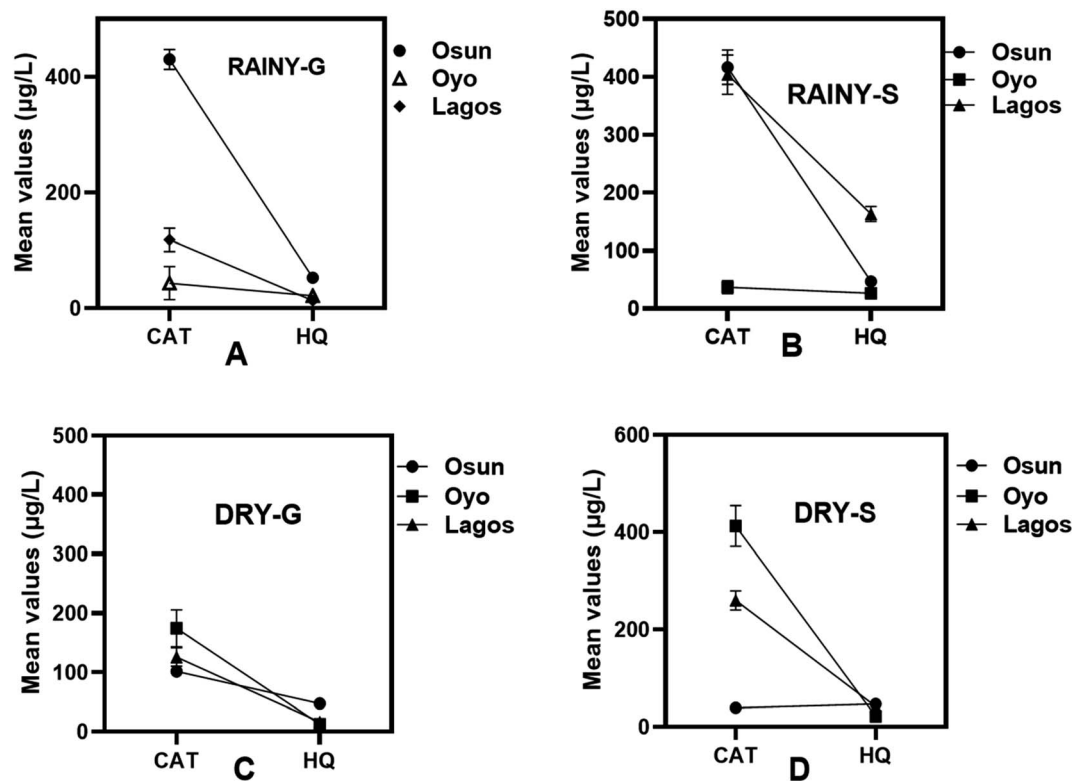 Mean values (µg/L)
400
200
0
RAINY-G
CAT
HQ
A
Osun
Oyo
Lagos
Mean values (µg/L)
500
400
300
200
100
0
RAINY-S
CAT
HQ
B
Osun
Oyo
Lagos
Mean values (µg/L)
500
400
300
200
100
0
DRY-G
CAT
HQ
C
Osun
Oyo
Lagos
Mean values (µg/L)
600
400
200
0
DRY-S
CAT
HQ
D
Osun
Oyo
Lagos